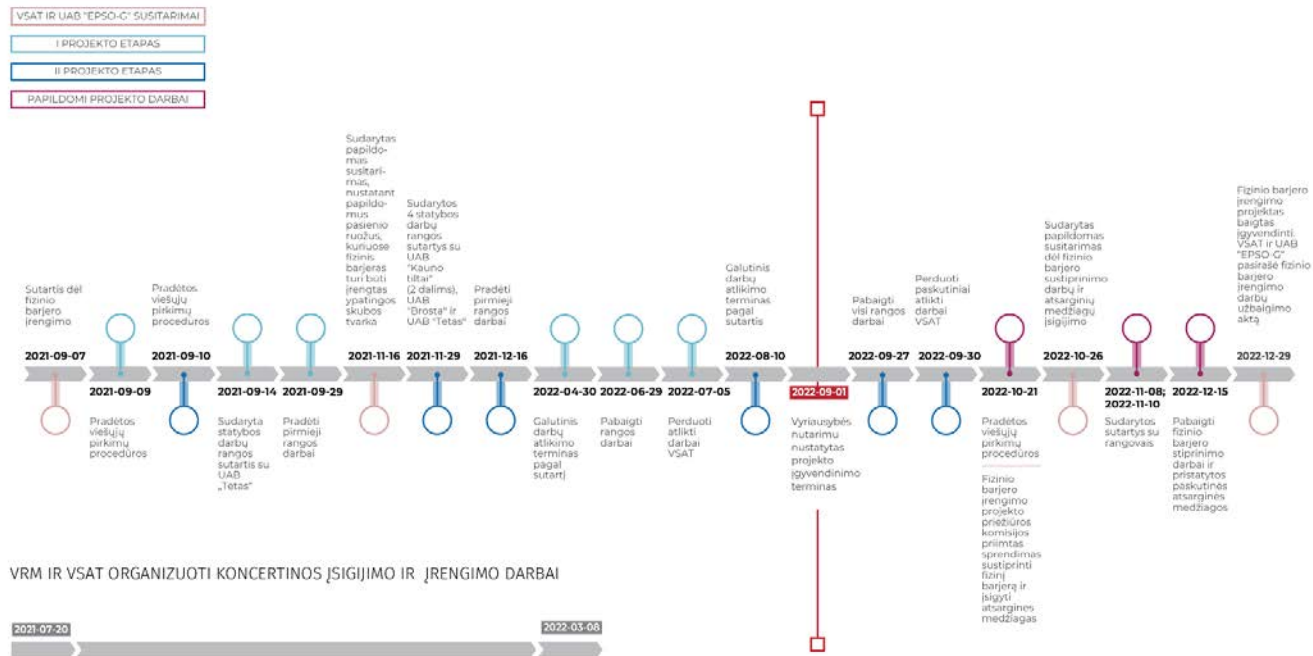 VSAT IR UAB "EPSO-G" SUSITARIMAI
I PROJEKTO ETAPAS
II PROJEKTO ETAPAS
PAPILDOMI PROJEKTO DARBAI
Sutartis dėl
fizinio
barjero
įrengimo
2021-09-07
2021-09-09
Pradėtos
viešųjų
pirkimų
procedūros
Pradėtos
viešųjų
pirkimų
procedūros
2021-09-10
2021-09-14
Sudaryta
statybos
darbų
rangos
sutartis su
UAB
„Tetas"
2021-09-29
Pradėti
pirmieji
rangos
darbai
Sudarytas
papildo-
mas
susitari-
mas,
nustatant
papildo-
mus
pasienio
ruožus,
kuriuose
fizinis
barjeras
turi būti
įrengtas
ypatingos
skubos
tvarka
2021-11-16
Sudarytos
4 statybos
darbų
rangos
sutartys su
UAB
"Kauno
tiltai"
(2 dalims),
UAB
"Brosta" ir
UAB "Tetas"
2021-11-29
Pradėti
pirmieji
rangos
darbai
2021-12-16
2022-04-30
Galutinis
darbų
atlikimo
terminas
pagal
sutartį
2022-06-29
Pabaigti
rangos
darbai
2022-07-05
Perduoti
atlikti
darbai
VSAT
Galutinis
darbų
atlikimo
terminas
pagal
sutartis
2022-08-10
2022-09-01
Vyriausybės
nutarimu
nustatytas
projekto
įgyvendinimo
terminas
Pabaigti
visi rangos
darbai
2022-09-27
Perduoti
paskutiniai
atlikti
darbai
VSAT
2022-09-30
2022-10-21
Pradėtos
viešųjų
pirkimų
procedūros
Fizinio
barjero
įrengimo
projekto
priežiūros
komisijos
priimtas
sprendimas
sustiprinti
fizinį
barjerą ir
įsigyti
atsargines
medžiagas
Sudarytas
papildomas
susitarimas
dėl fizinio
barjero
sustiprinimo
darbų ir
atsarginių
medžiagų
įsigijimo
2022-10-26
2022-11-08;
2022-11-10
Sudarytos
sutartys su
rangovais
2022-12-15
Pabaigti
fizinio
barjero
stiprinimo
darbai ir
pristatytos
paskutinės
atsarginės
medžiagos
Fizinio barjero
įrengimo
projektas
baigtas
įgyvendinti.
VSAT ir UAB
"EPSO-G"
pasirašė fizinio
barjero
įrengimo
darbų
užbaigimo
aktą
2022-12-29
VRM IR VSAT ORGANIZUOTI KONCERTINOS ĮSIGIJIMO IR ĮRENGIMO DARBAI
2021-07-20
2022-03-08